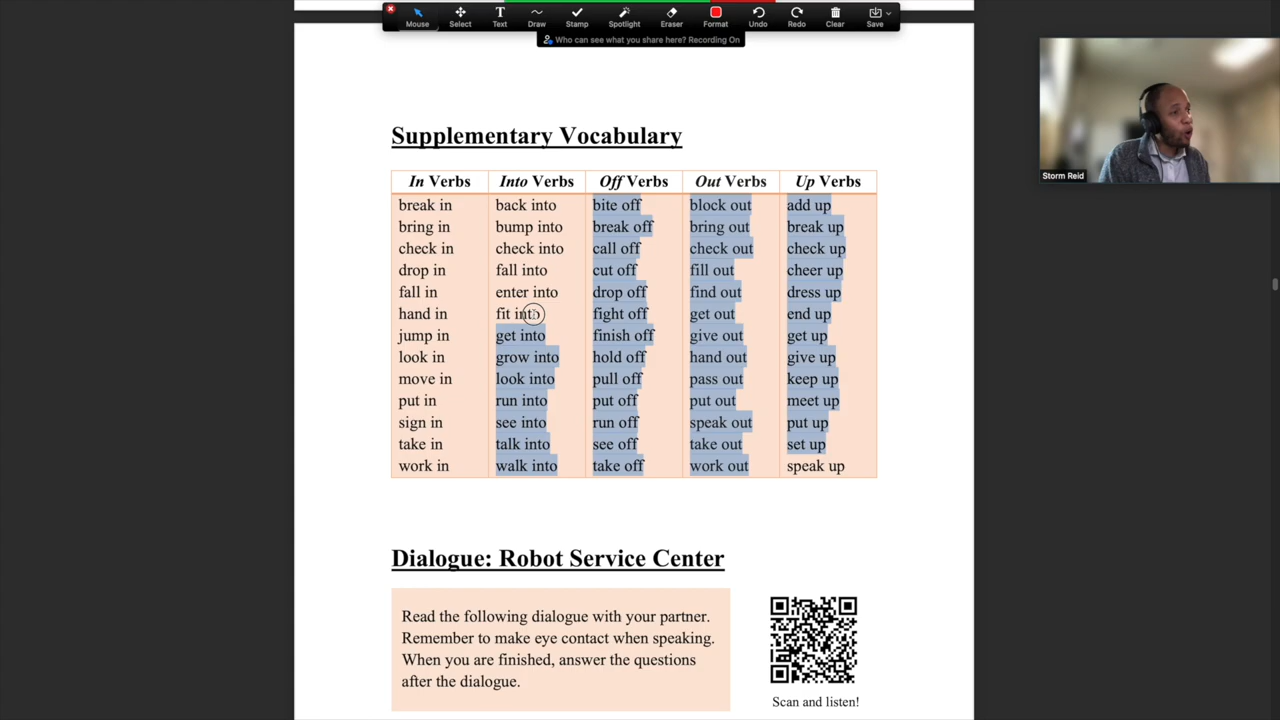 Mouse Select Text Draw Stamp Spotlight Eraser Format Undo Redo Clear Save
Who can see what you share here? Recording On
Storm Reid
Supplementary Vocabulary
In Verbs Into Verbs Off Verbs Out Verbs Up Verbs
break in back into bite off block out add up
bring in bump into break off bring out break up
check in check into call off check out check up
drop in fall into cut off fill out cheer up
fall in enter into drop off find out dress up
hand in fit into fight off get out end up
jump in get into finish off give out get up
look in grow into hold off hand out give up
move in look into pull off pass out keep up
put in run into put off put out meet up
sign in see into run off speak out put up
take in talk into see off take out set up
work in walk into take off work out speak up
Dialogue: Robot Service Center
Read the following dialogue with your partner.
Remember to make eye contact when speaking.
When you are finished, answer the questions
after the dialogue.
Scan and listen!